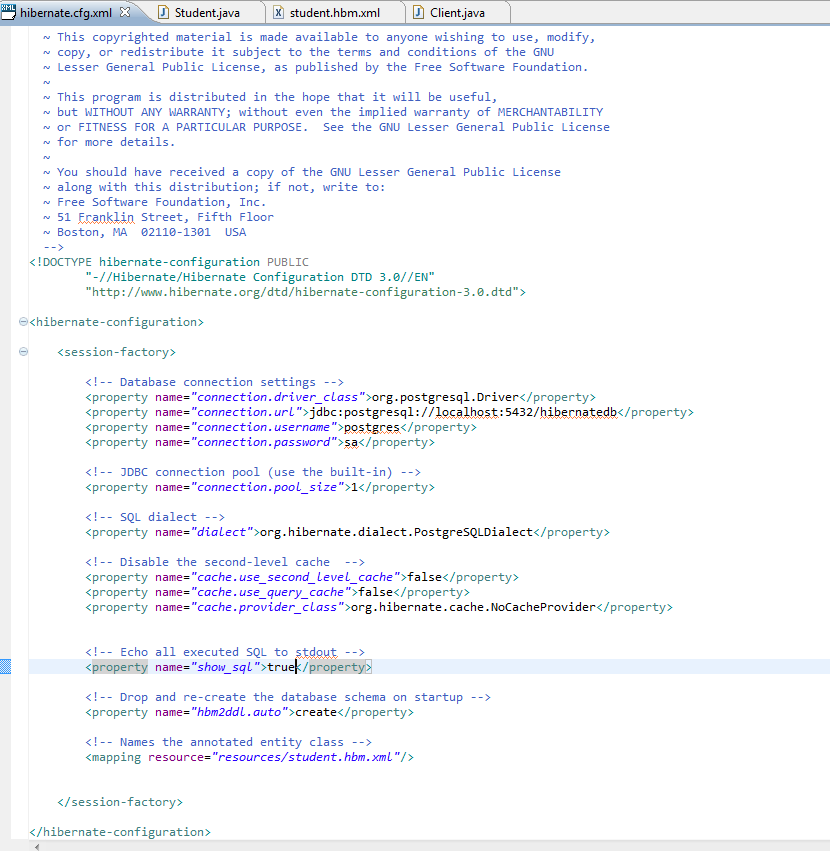 hibernate.cfg.xml
Student.java
student.hbm.xml
Client.java
~ This copyrighted material is made available to anyone wishing to use, modify,
~ copy, or redistribute it subject to the terms and conditions of the GNU
~ Lesser General Public License, as published by the Free Software Foundation.
~
~ This program is distributed in the hope that it will be useful,
~ but WITHOUT ANY WARRANTY; without even the implied warranty of MERCHANTABILITY
~ or FITNESS FOR A PARTICULAR PURPOSE.  See the GNU Lesser General Public License
~ for more details.
~
~ You should have received a copy of the GNU Lesser General Public License
~ along with this distribution; if not, write to:
~ Free Software Foundation, Inc.
~ 51 Franklin Street, Fifth Floor
~ Boston, MA  02110-1301  USA
-->
<!DOCTYPE hibernate-configuration PUBLIC
"-//Hibernate/Hibernate Configuration DTD 3.0//EN"
"http://www.hibernate.org/dtd/hibernate-configuration-3.0.dtd">
<hibernate-configuration>
<session-factory>
<!-- Database connection settings -->
<property name="connection.driver_class">org.postgresql.Driver</property>
<property name="connection.url">jdbc:postgresql://localhost:5432/hibernatedb</property>
<property name="connection.username">postgres</property>
<property name="connection.password">sa</property>
<!-- JDBC connection pool (use the built-in) -->
<property name="connection.pool_size">1</property>
<!-- SQL dialect -->
<property name="dialect">org.hibernate.dialect.PostgreSQLDialect</property>
<!-- Disable the second-level cache  -->
<property name="cache.use_second_level_cache">false</property>
<property name="cache.use_query_cache">false</property>
<property name="cache.provider_class">org.hibernate.cache.NoCacheProvider</property>
<!-- Echo all executed SQL to stdout -->
<property name="show_sql">true</property>
<!-- Drop and re-create the database schema on startup -->
<property name="hbm2ddl.auto">create</property>
<!-- Names the annotated entity class -->
<mapping resource="resources/student.hbm.xml"/>
</session-factory>
</hibernate-configuration>